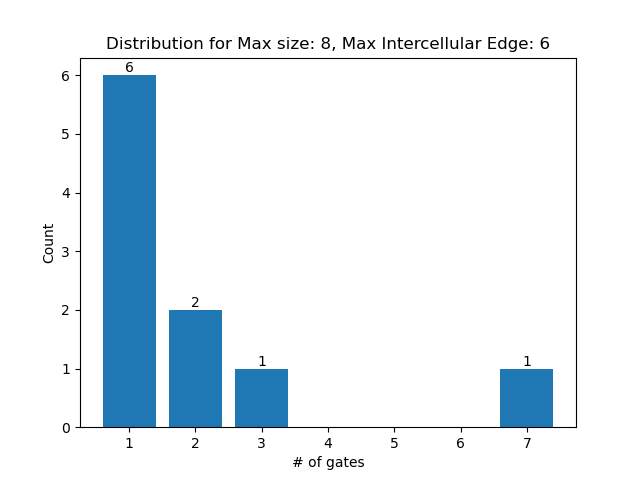 Distribution for Max size: 8, Max Intercellular Edge: 6
6
2
1
1
Count
6
5
4
3
2
1
0
1 2 3 4 5 6 7
# of gates